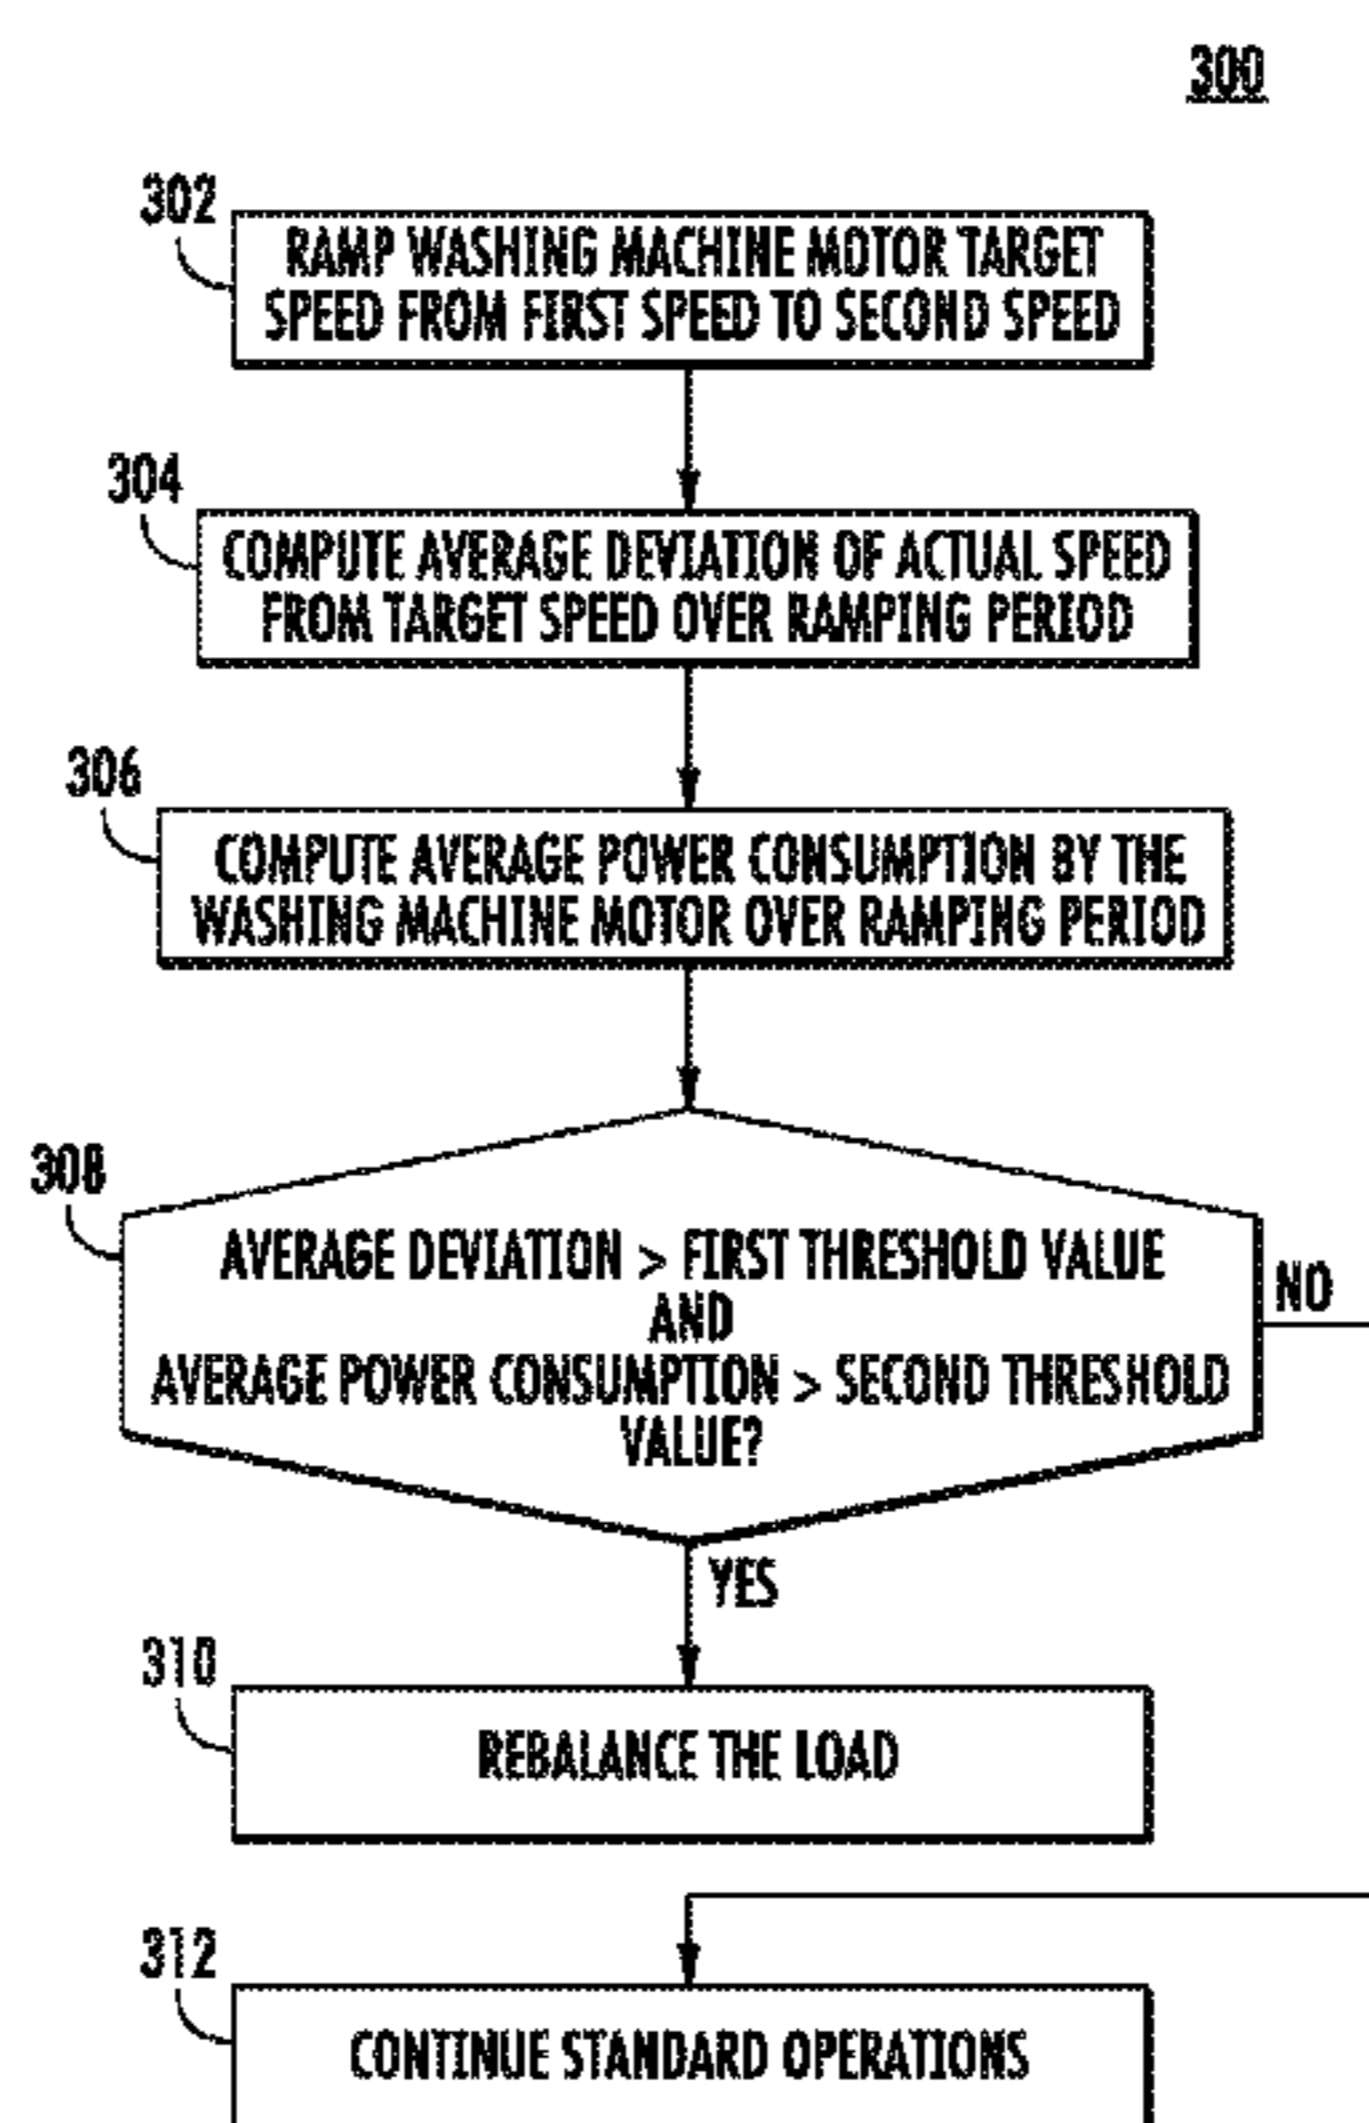 300
302
RAMP WASHING MACHINE MOTOR TARGET
SPEED FROM FIRST SPEED TO SECOND SPEED
304
COMPUTE AVERAGE DEVIATION OF ACTUAL SPEED
FROM TARGET SPEED OVER RAMPING PERIOD
306
COMPUTE AVERAGE POWER CONSUMPTION BY THE
WASHING MACHINE MOTOR OVER RAMPING PERIOD
308
AVERAGE DEVIATION > FIRST THRESHOLD VALUE
AND
AVERAGE POWER CONSUMPTION > SECOND THRESHOLD
VALUE?
NO
YES
310
REBALANCE THE LOAD
312
CONTINUE STANDARD OPERATIONS